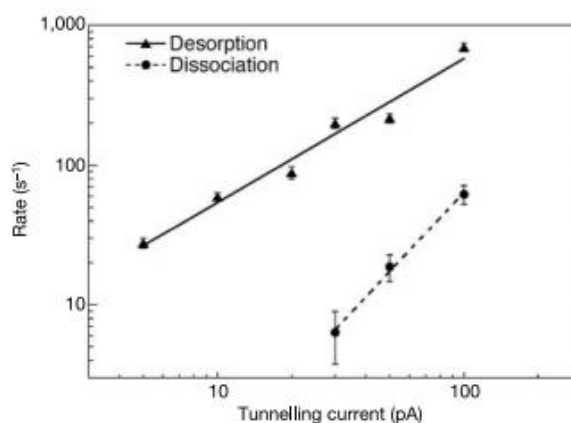 1,000
Desorption
Dissociation
100
10
Rate (s⁻¹)
10
100
Tunnelling current (pA)